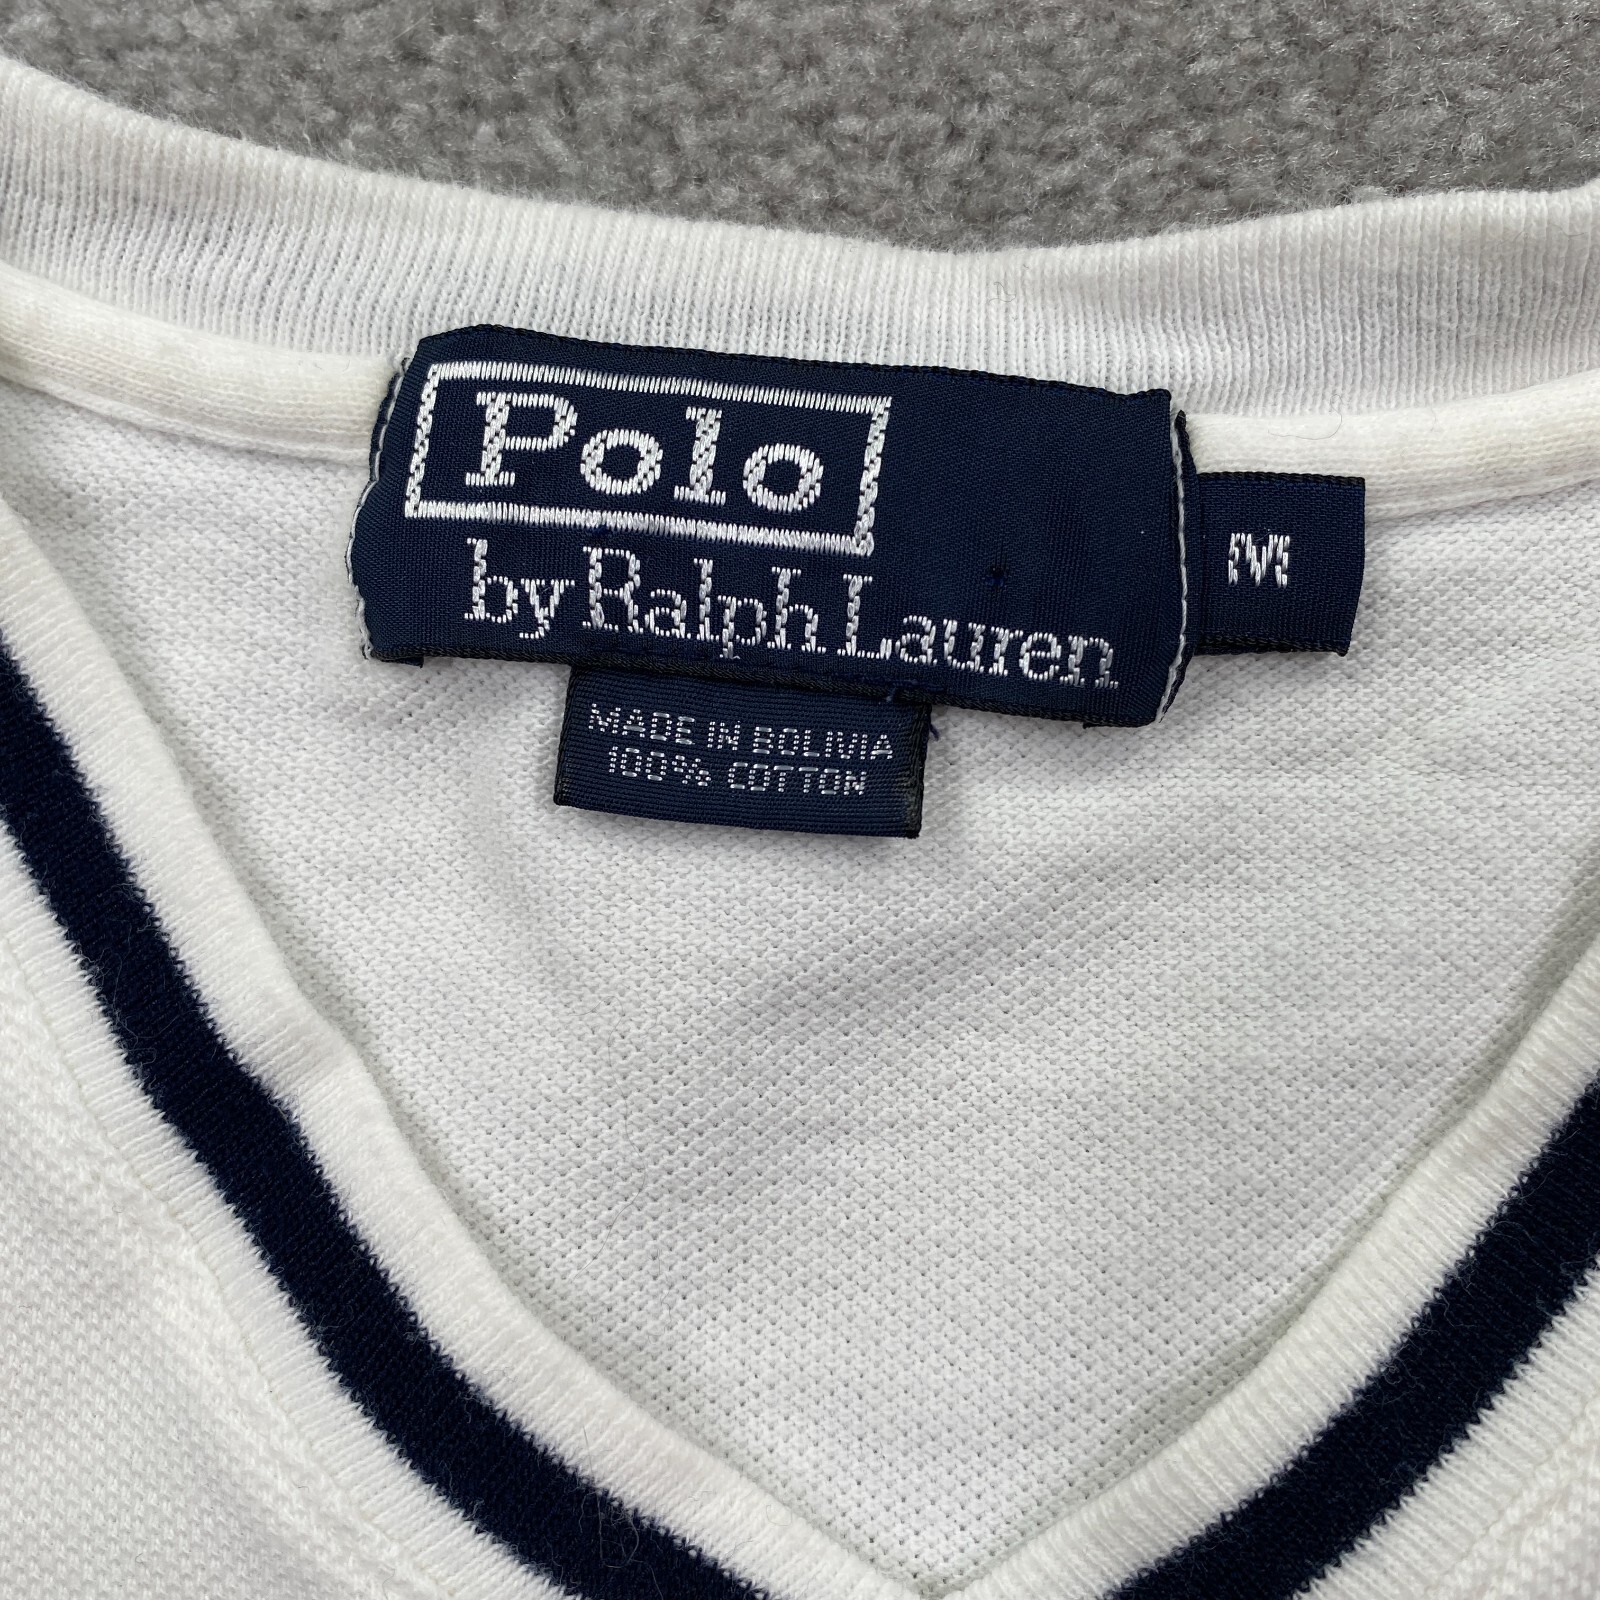 Polo
by Ralph Lauren
M
MADE IN BOLIVIA
100% COTTON